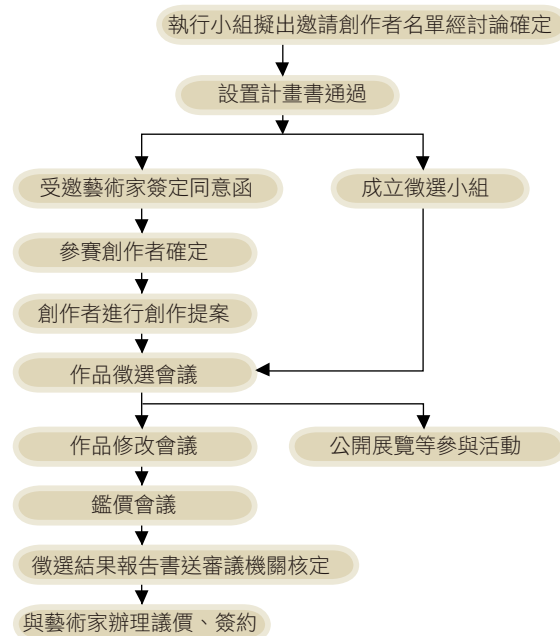 執行小組擬出邀請創作者名單經討論確定
設置計畫書通過
受邀藝術家簽定同意函
成立徵選小組
參賽創作者確定
創作者進行創作提案
作品徵選會議
作品修改會議
公開展覽等參與活動
鑑價會議
徵選結果報告書送審議機關核定
與藝術家辦理議價、簽約